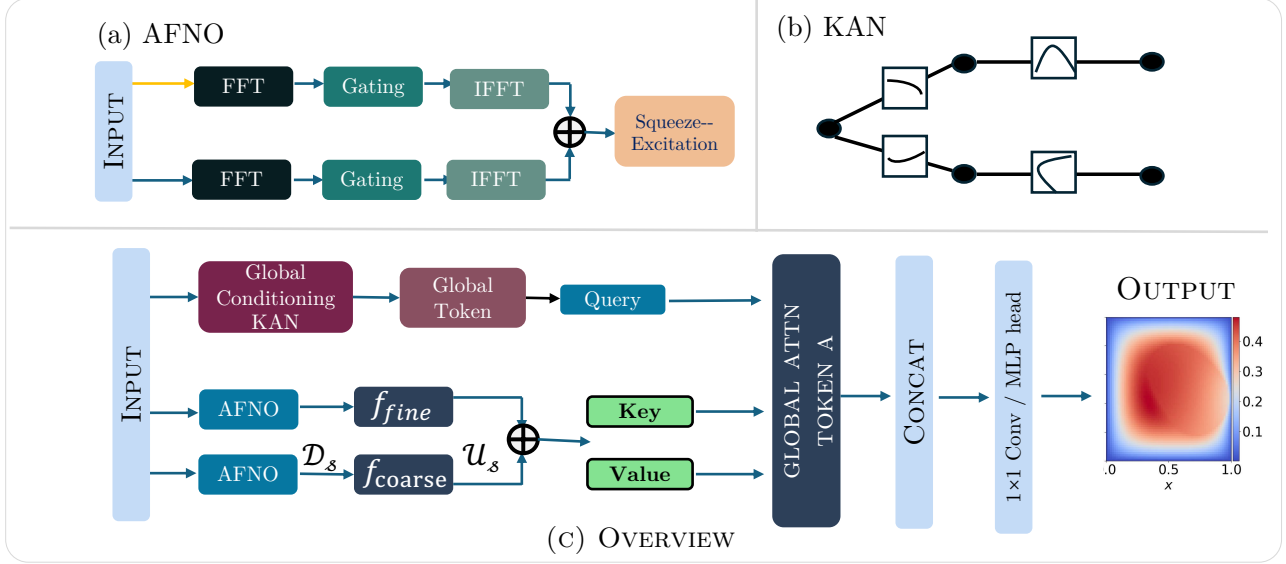 (a) AFNO
INPUT
FFT
Gating
IFFT
FFT
Gating
IFFT
Squeeze--
Excitation
(b) KAN
INPUT
Global
Conditioning
KAN
Global
Token
Query
AFNO
f_fine
AFNO
𝒟_𝓈
f_coarse
𝒰_𝓈
Key
Value
GLOBAL ATTN
TOKEN A
CONCAT
1×1 Conv / MLP head
OUTPUT
0.4
0.3
0.2
0.1
.0
0.5
1.0
x
(c) OVERVIEW